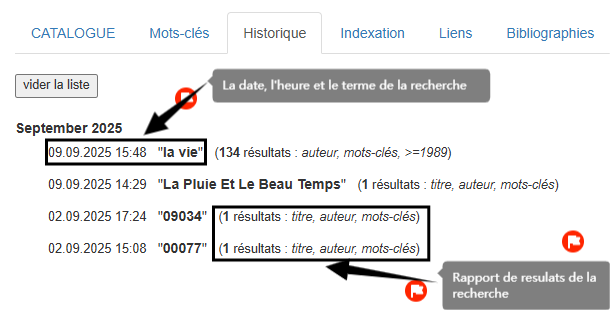 CATALOGUE Mots-clés Historique Indexation Liens Bibliographies
vider la liste
La date, l'heure et le terme de la recherche
September 2025
09.09.2025 15:48 "la vie" (134 résultats : auteur, mots-clés, >=1989)
09.09.2025 14:29 "La Pluie Et Le Beau Temps" (1 résultats : titre, auteur, mots-clés)
02.09.2025 17:24 "09034" (1 résultats : titre, auteur, mots-clés)
02.09.2025 15:08 "00077" (1 résultats : titre, auteur, mots-clés)
Rapport de resulats de la
recherche